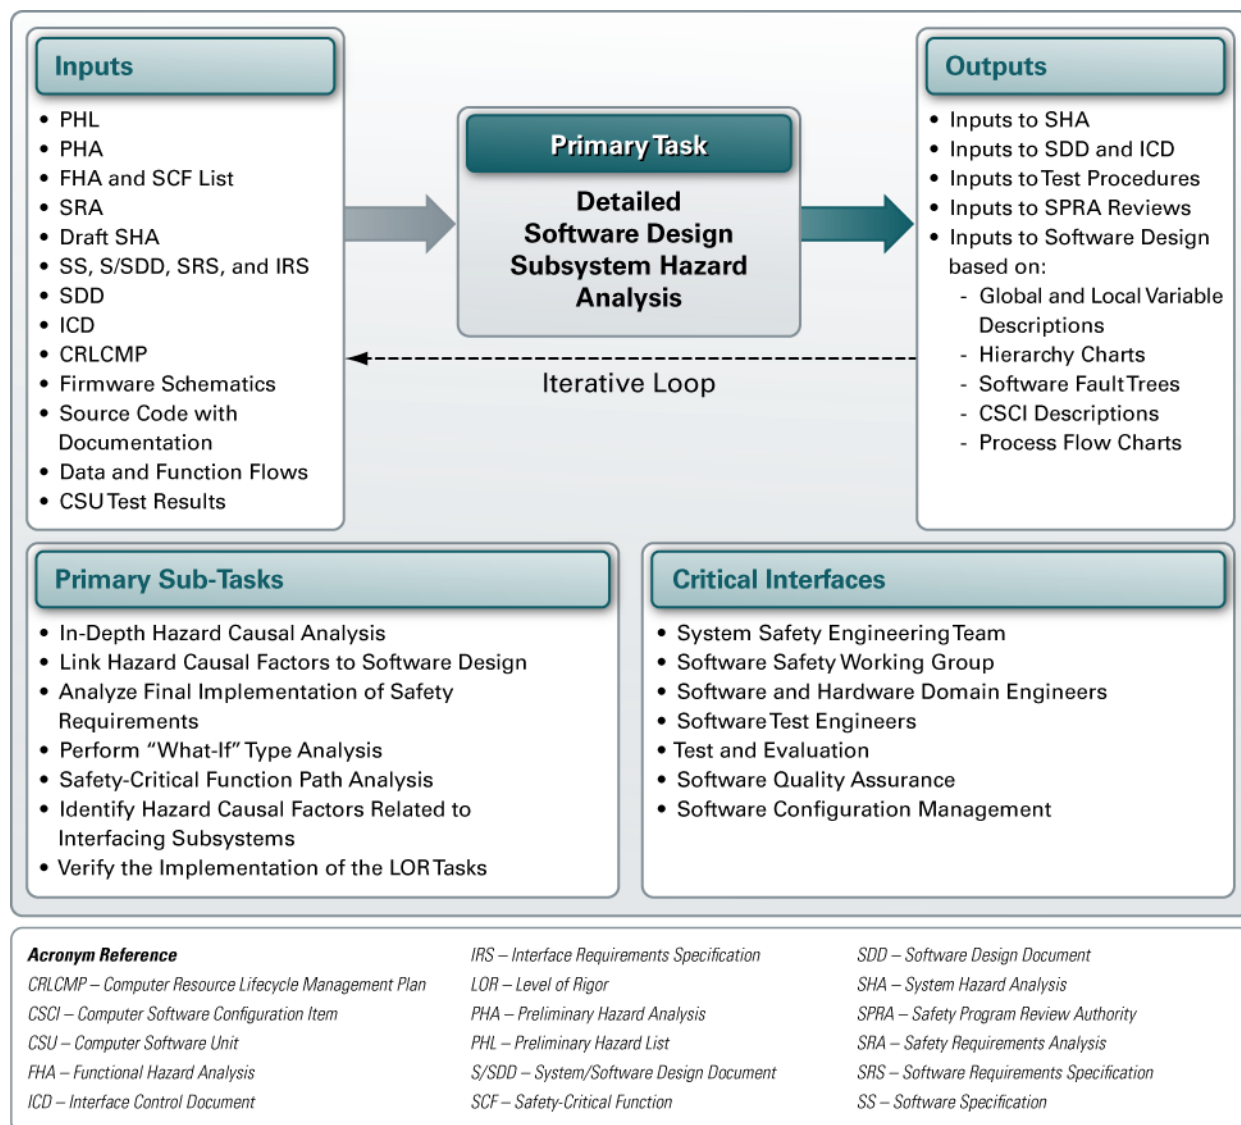 Inputs
• PHL
• PHA
• FHA and SCF List
• SRA
• Draft SHA
• SS, S/SDD, SRS, and IRS
• SDD
• ICD
• CRLCMP
• Firmware Schematics
• Source Code with
Documentation
• Data and Function Flows
• CSU Test Results
Primary Task
Detailed
Software Design
Subsystem Hazard
Analysis
Iterative Loop
Outputs
• Inputs to SHA
• Inputs to SDD and ICD
• Inputs to Test Procedures
• Inputs to SPRA Reviews
• Inputs to Software Design
based on:
- Global and Local Variable
Descriptions
- Hierarchy Charts
- Software Fault Trees
- CSCI Descriptions
- Process Flow Charts
Primary Sub-Tasks
• In-Depth Hazard Causal Analysis
• Link Hazard Causal Factors to Software Design
• Analyze Final Implementation of Safety
Requirements
• Perform “What-If” Type Analysis
• Safety-Critical Function Path Analysis
• Identify Hazard Causal Factors Related to
Interfacing Subsystems
• Verify the Implementation of the LOR Tasks
Critical Interfaces
• System Safety Engineering Team
• Software Safety Working Group
• Software and Hardware Domain Engineers
• Software Test Engineers
• Test and Evaluation
• Software Quality Assurance
• Software Configuration Management
Acronym Reference
CRLCMP – Computer Resource Lifecycle Management Plan
CSCI – Computer Software Configuration Item
CSU – Computer Software Unit
FHA – Functional Hazard Analysis
ICD – Interface Control Document
IRS – Interface Requirements Specification
LOR – Level of Rigor
PHA – Preliminary Hazard Analysis
PHL – Preliminary Hazard List
S/SDD – System/Software Design Document
SCF – Safety-Critical Function
SDD – Software Design Document
SHA – System Hazard Analysis
SPRA – Safety Program Review Authority
SRA – Safety Requirements Analysis
SRS – Software Requirements Specification
SS – Software Specification